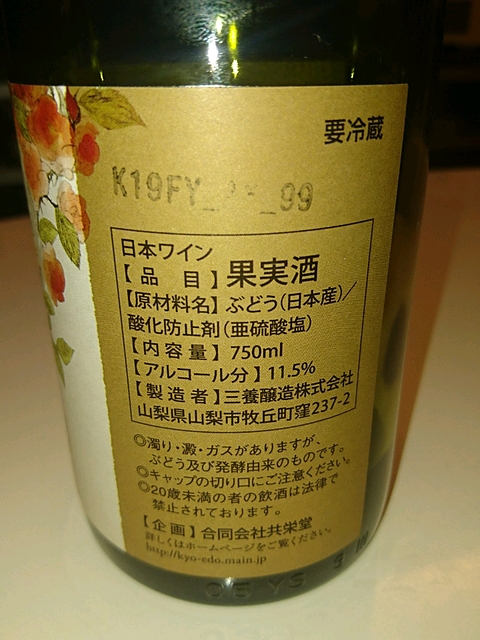 要冷蔵
K19FY_ _99
日本ワイン
【品　目】果実酒
【原材料名】ぶどう(日本産)／
酸化防止剤(亜硫酸塩)
【内容量】750ml
【アルコール分】11.5%
【製造者】三養醸造株式会社
山梨県山梨市牧丘町窪237-2
◎濁り・澱・ガスがありますが、
ぶどう及び発酵由来のものです。
◎キャップの切り口にご注意ください。
◎20歳未満の者の飲酒は法律で
禁止されております。
【企画】合同会社共栄堂
詳しくはホームページをご覧ください。
http://kyo-edo.main.jp